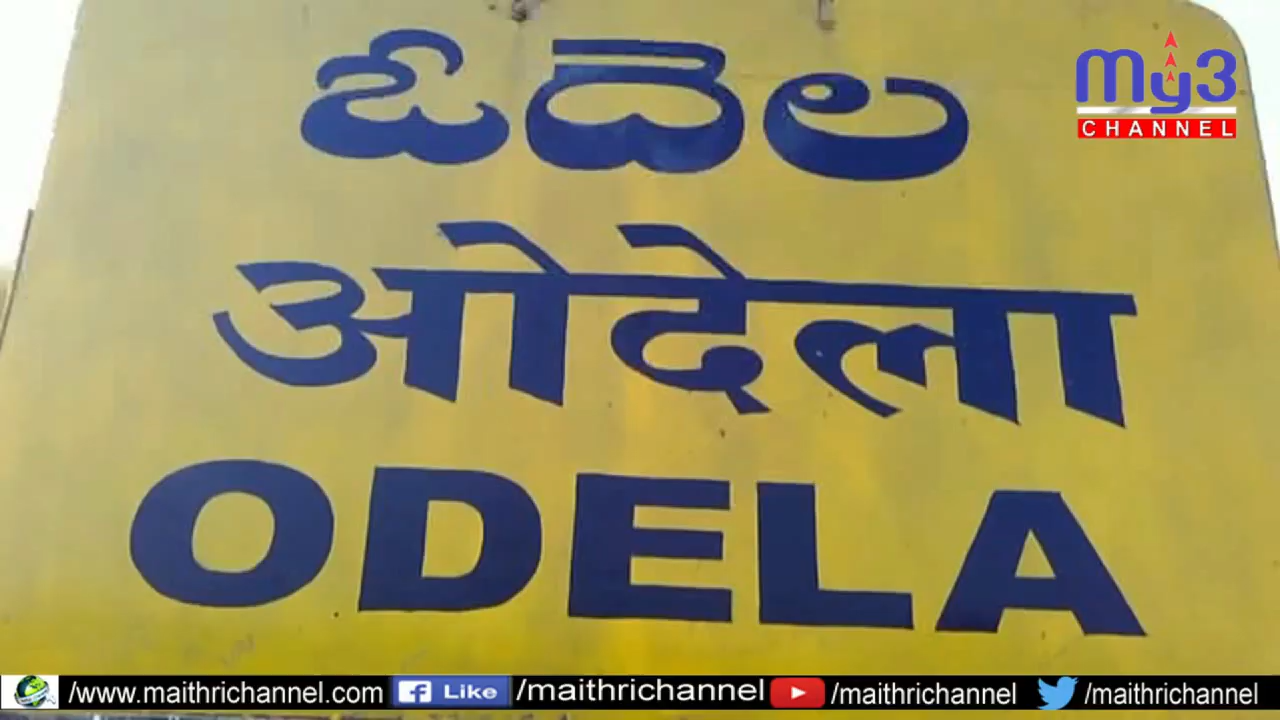 ఓదెల
My3
CHANNEL
ओदेला
ODELA
/www.maithrichannel.com f Like /maithrichannel /maithrichannel /maithrichannel